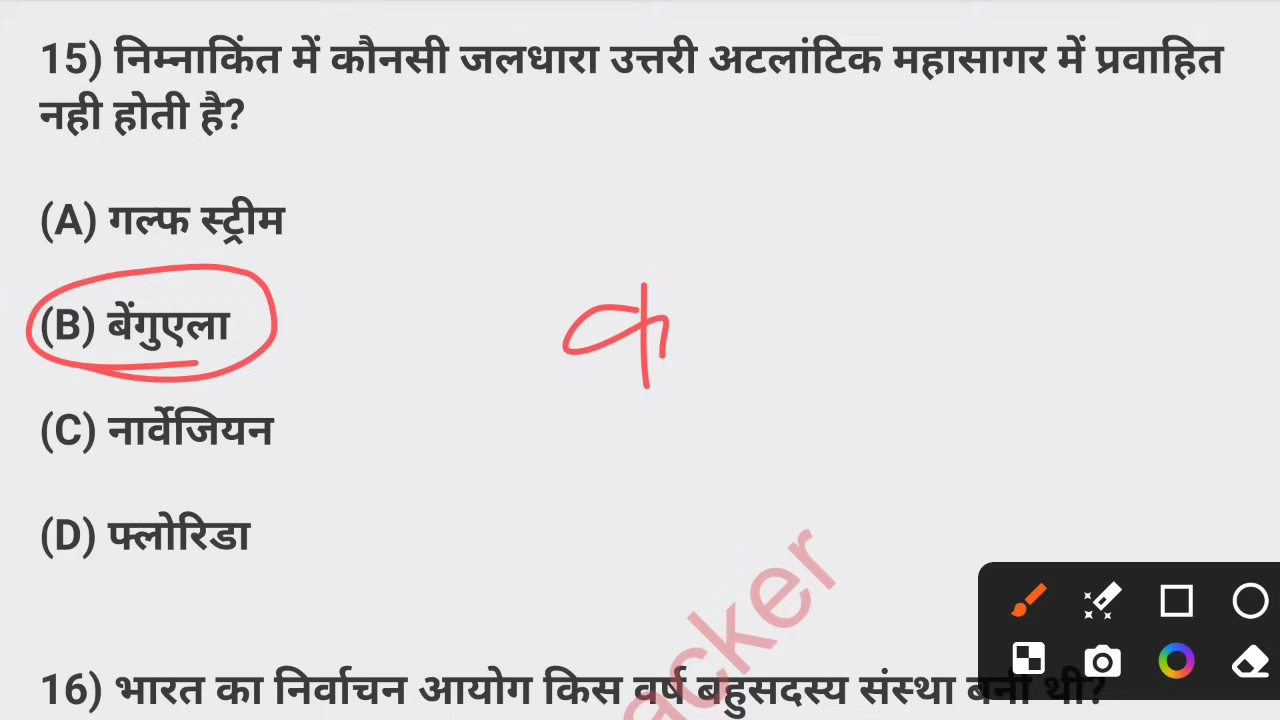 15) निम्नाकिंत में कौनसी जलधारा उत्तरी अटलांटिक महासागर में प्रवाहित
नही होती है?
(A) गल्फ स्ट्रीम
(B) बेंगुएला
क
(C) नार्वेजियन
(D) फ्लोरिडा
acker
16) भारत का निर्वाचन आयोग किस वर्ष बहुसदस्य संस्था बनी थी?